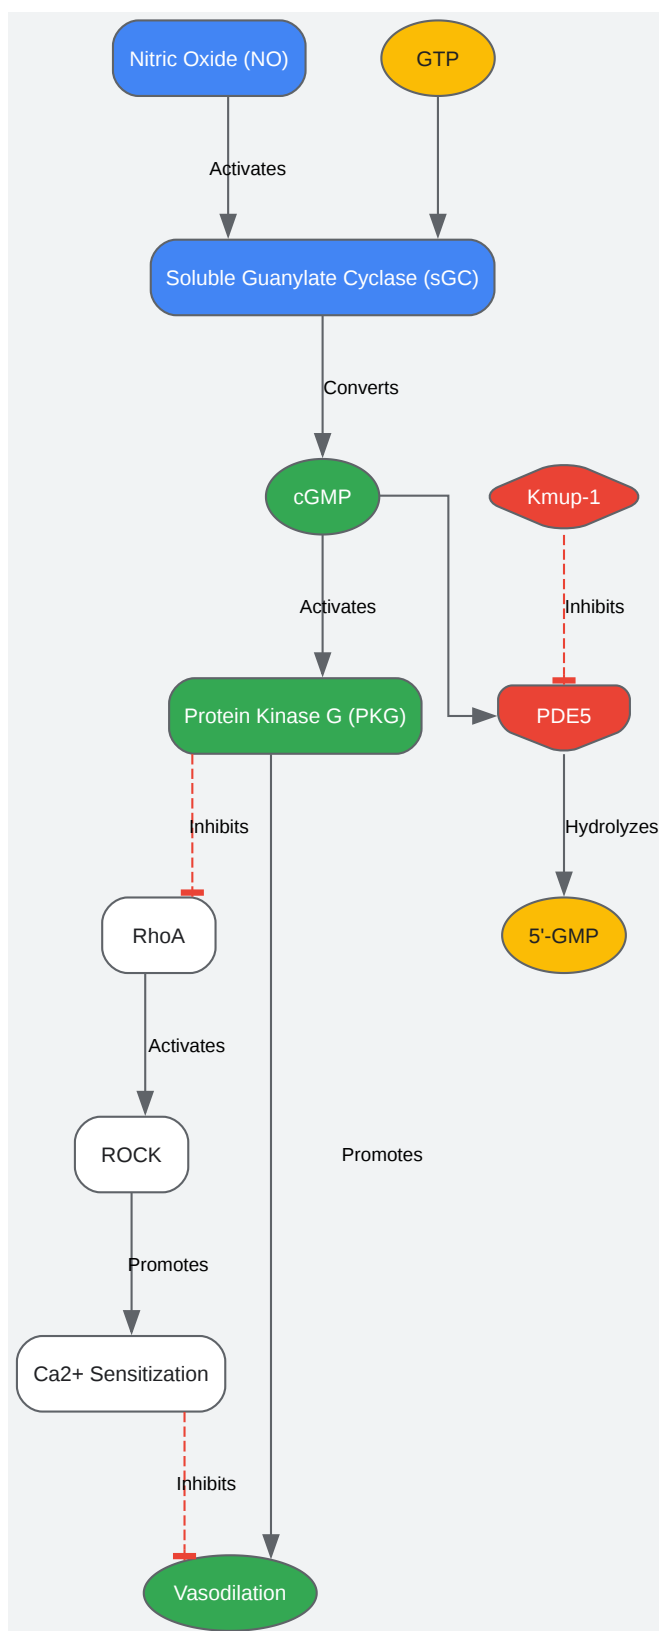 Nitric Oxide (NO)
GTP
Activates
Soluble Guanylate Cyclase (sGC)
Converts
cGMP
Kmup-1
Activates
Inhibits
Protein Kinase G (PKG)
PDE5
Inhibits
Hydrolyzes
RhoA
5'-GMP
Activates
ROCK
Promotes
Promotes
Ca2+ Sensitization
Inhibits
Vasodilation